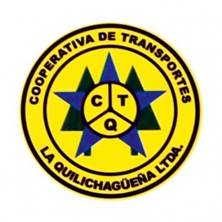 COOPERATIVA DE TRANSPORTES
C T
Q
LA QUILICHAGÜEÑA LTDA.